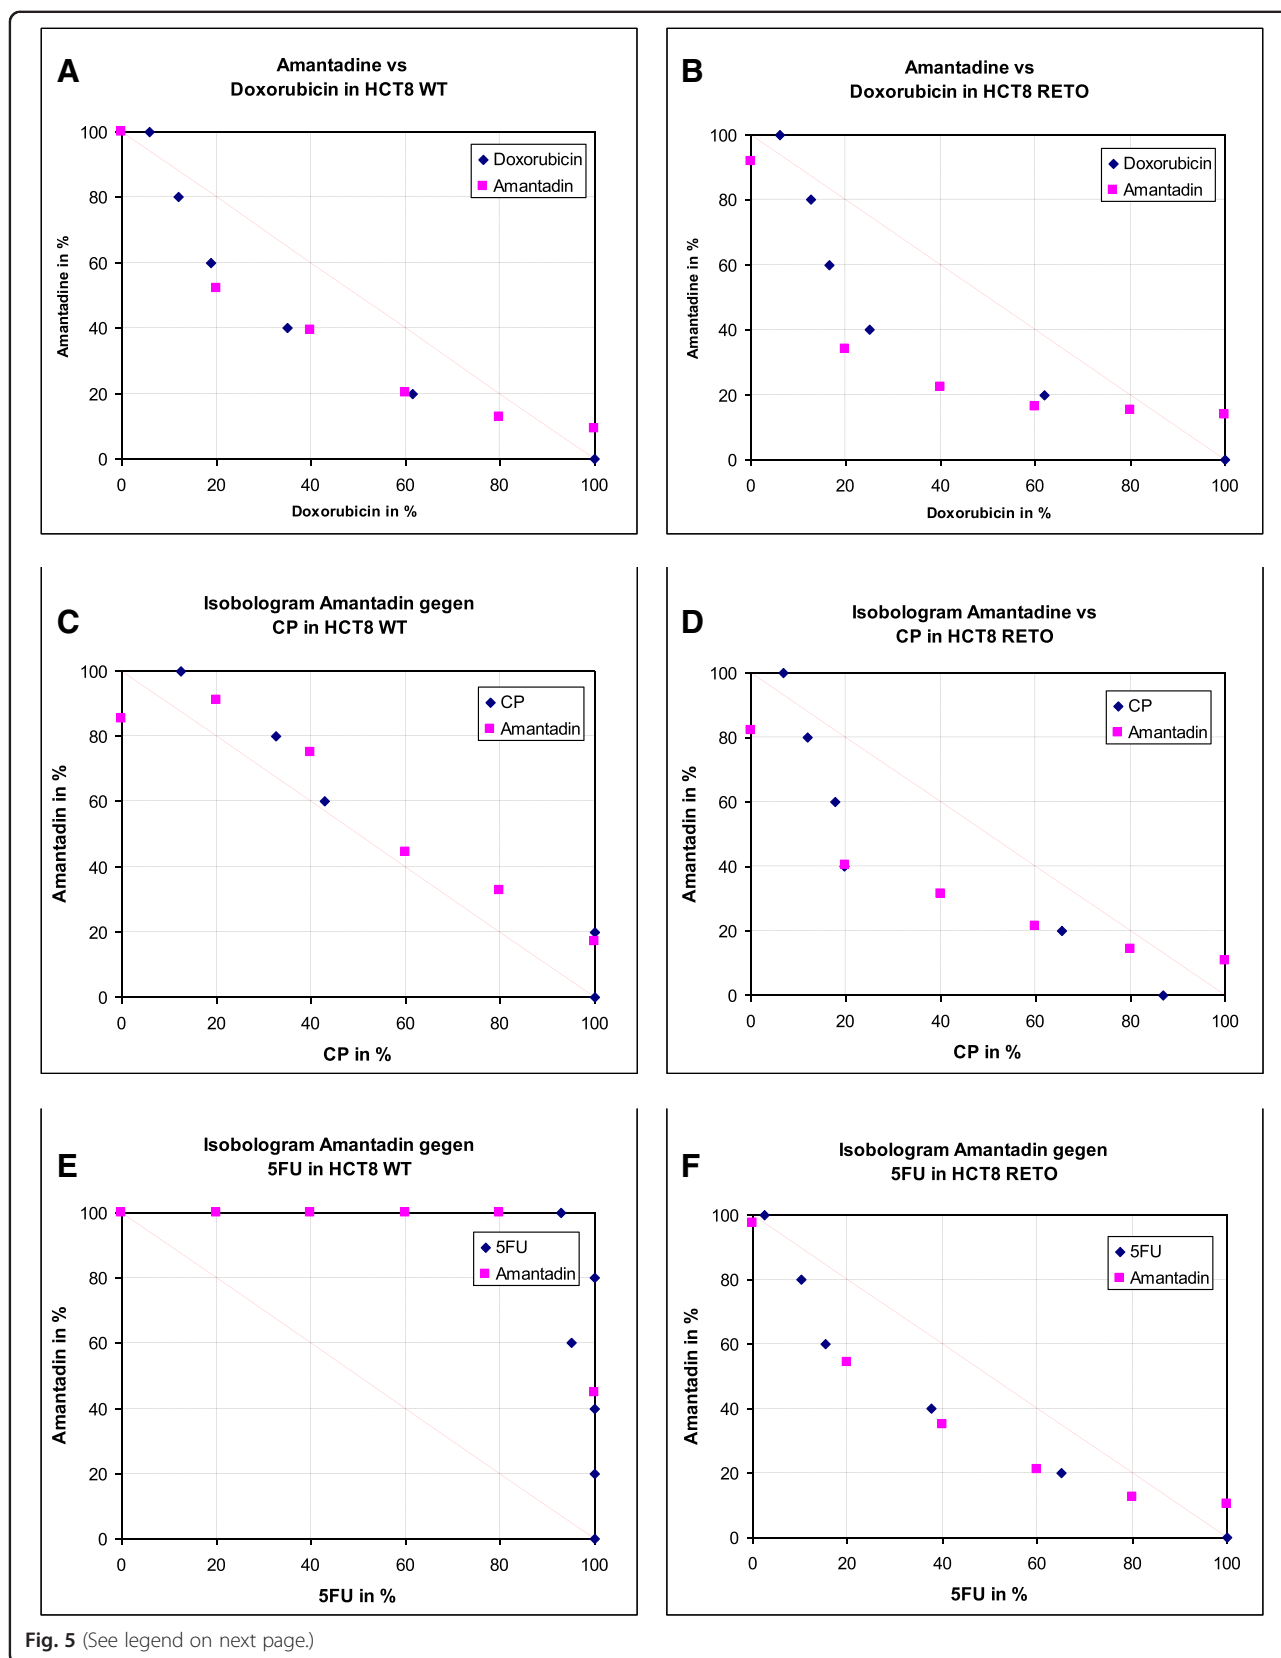 A
Amantadine vs
Doxorubicin in HCT8 WT
Doxorubicin
Amantadin
100
80
60
40
20
0
Amantadine in %
0 20 40 60 80 100
Doxorubicin in %
B
Amantadine vs
Doxorubicin in HCT8 RETO
Doxorubicin
Amantadin
100
80
60
40
20
0
Amantadine in %
0 20 40 60 80 100
Doxorubicin in %
C
Isobologram Amantadin gegen
CP in HCT8 WT
CP
Amantadin
100
80
60
40
20
0
Amantadin in %
0 20 40 60 80 100
CP in %
D
Isobologram Amantadine vs
CP in HCT8 RETO
CP
Amantadin
100
80
60
40
20
0
Amantadin in %
0 20 40 60 80 100
CP in %
E
Isobologram Amantadin gegen
5FU in HCT8 WT
5FU
Amantadin
100
80
60
40
20
0
Amantadin in %
0 20 40 60 80 100
5FU in %
F
Isobologram Amantadin gegen
5FU in HCT8 RETO
5FU
Amantadin
100
80
60
40
20
0
Amantadin in %
0 20 40 60 80 100
5FU in %
Fig. 5 (See legend on next page.)